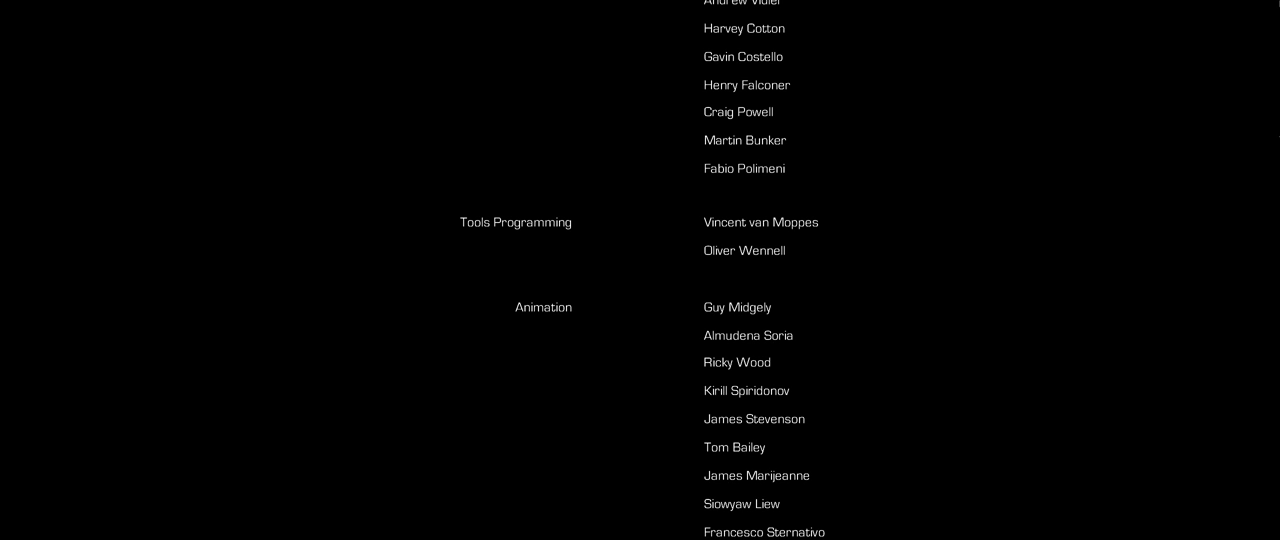 Andrew Vidler
Harvey Cotton
Gavin Costello
Henry Falconer
Craig Powell
Martin Bunker
Fabio Polimeni
Tools Programming Vincent van Moppes
Oliver Wennell
Animation Guy Midgely
Almudena Soria
Ricky Wood
Kirill Spiridonov
James Stevenson
Tom Bailey
James Marijeanne
Siowyaw Liew
Francesco Sternativo